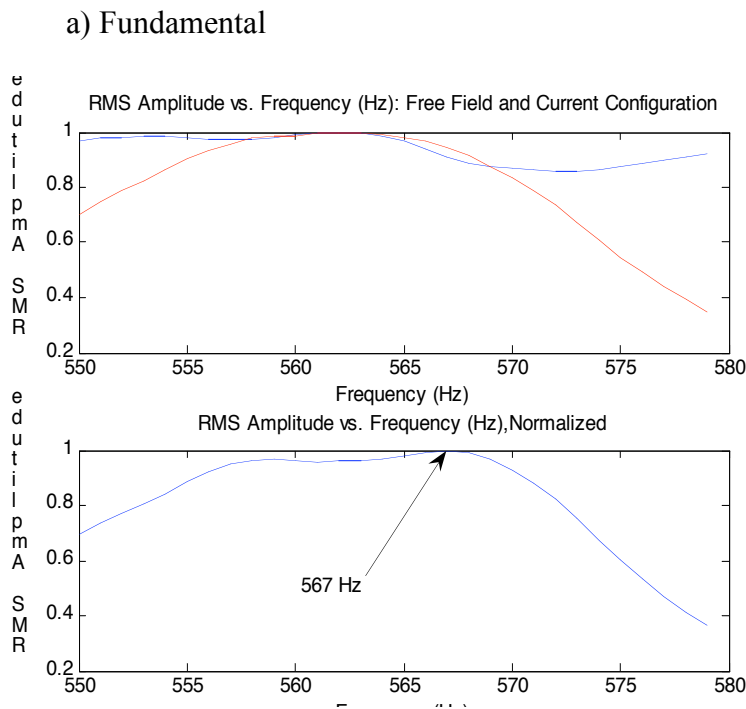 a) Fundamental
RMS Amplitude vs. Frequency (Hz): Free Field and Current Configuration
RMS Amplitude
1
0.8
0.6
0.4
0.2
550 555 560 565 570 575 580
Frequency (Hz)
RMS Amplitude vs. Frequency (Hz),Normalized
RMS Amplitude
1
0.8
0.6
0.4
0.2
567 Hz
550 555 560 565 570 575 580
Frequency (Hz)